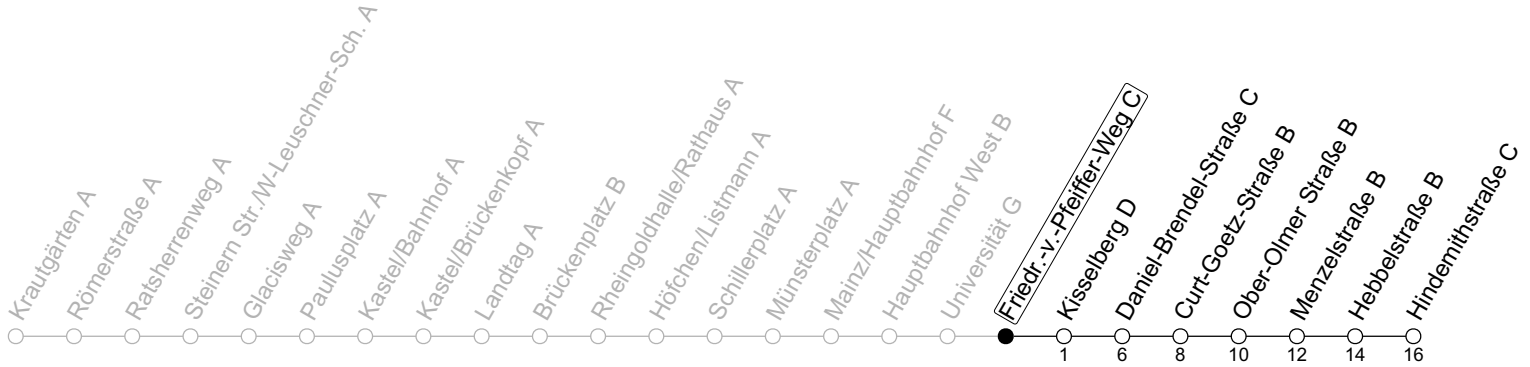 Krautgärten A
Römerstraße A
Ratsherrenweg A
Steinern Str./W-Leuschner-Sch. A
Glacisweg A
Paulusplatz A
Kastel/Bahnhof A
Kastel/Brückenkopf A
Landtag A
Brückenplatz B
Rheingoldhalle/Rathaus A
Höfchen/Listmann A
Schillerplatz A
Münsterplatz A
Mainz/Hauptbahnhof F
Hauptbahnhof West B
Universität G
Friedr.-v.-Pfeiffer-Weg C
Kisselberg D
Daniel-Brendel-Straße C
Curt-Goetz-Straße B
Ober-Olmer Straße B
Menzelstraße B
Hebbelstraße B
Hindemithstraße C
1 6 8 10 12 14 16